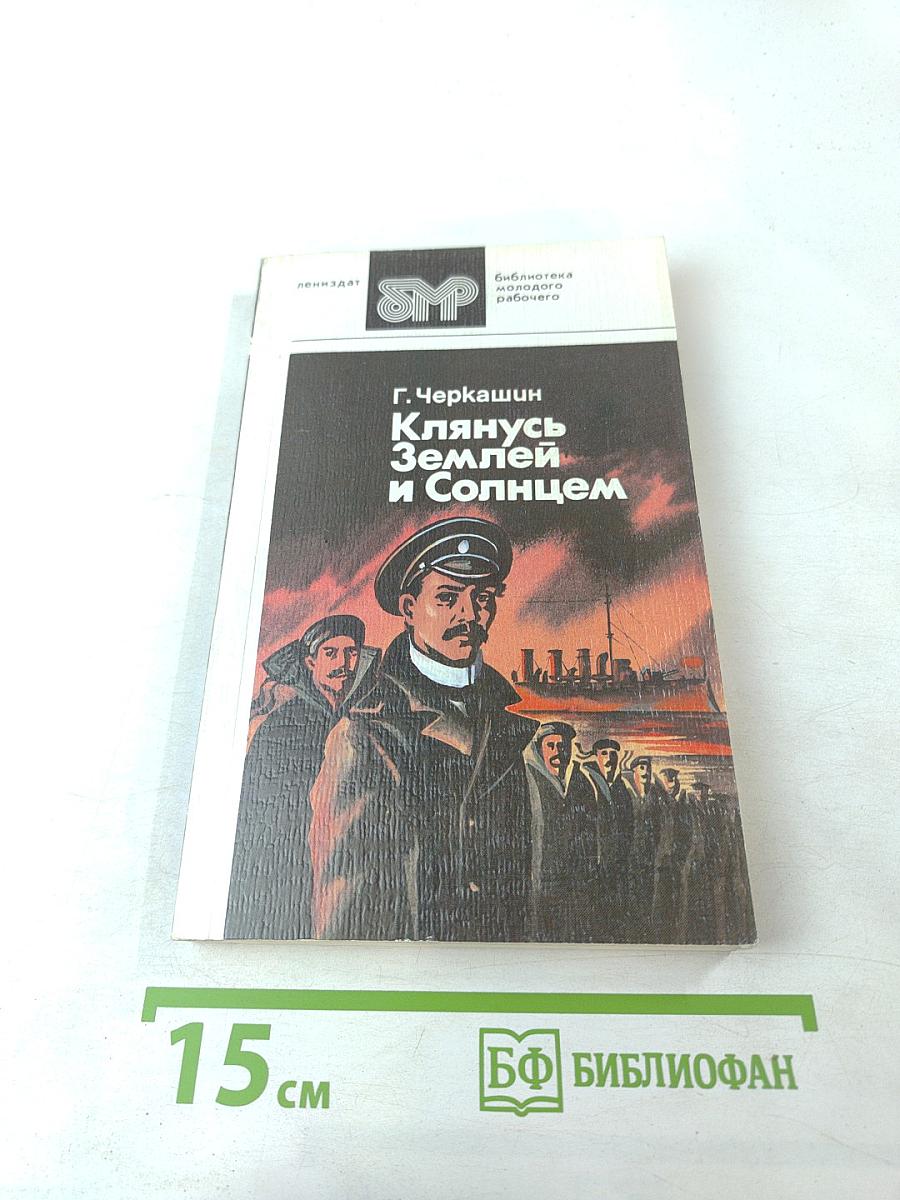 лениздат
БМР
библиотека
молодого
рабочего
Г. Черкашин
Клянусь
Землей
и Солнцем
15 см
БФ БИБЛИОФАН